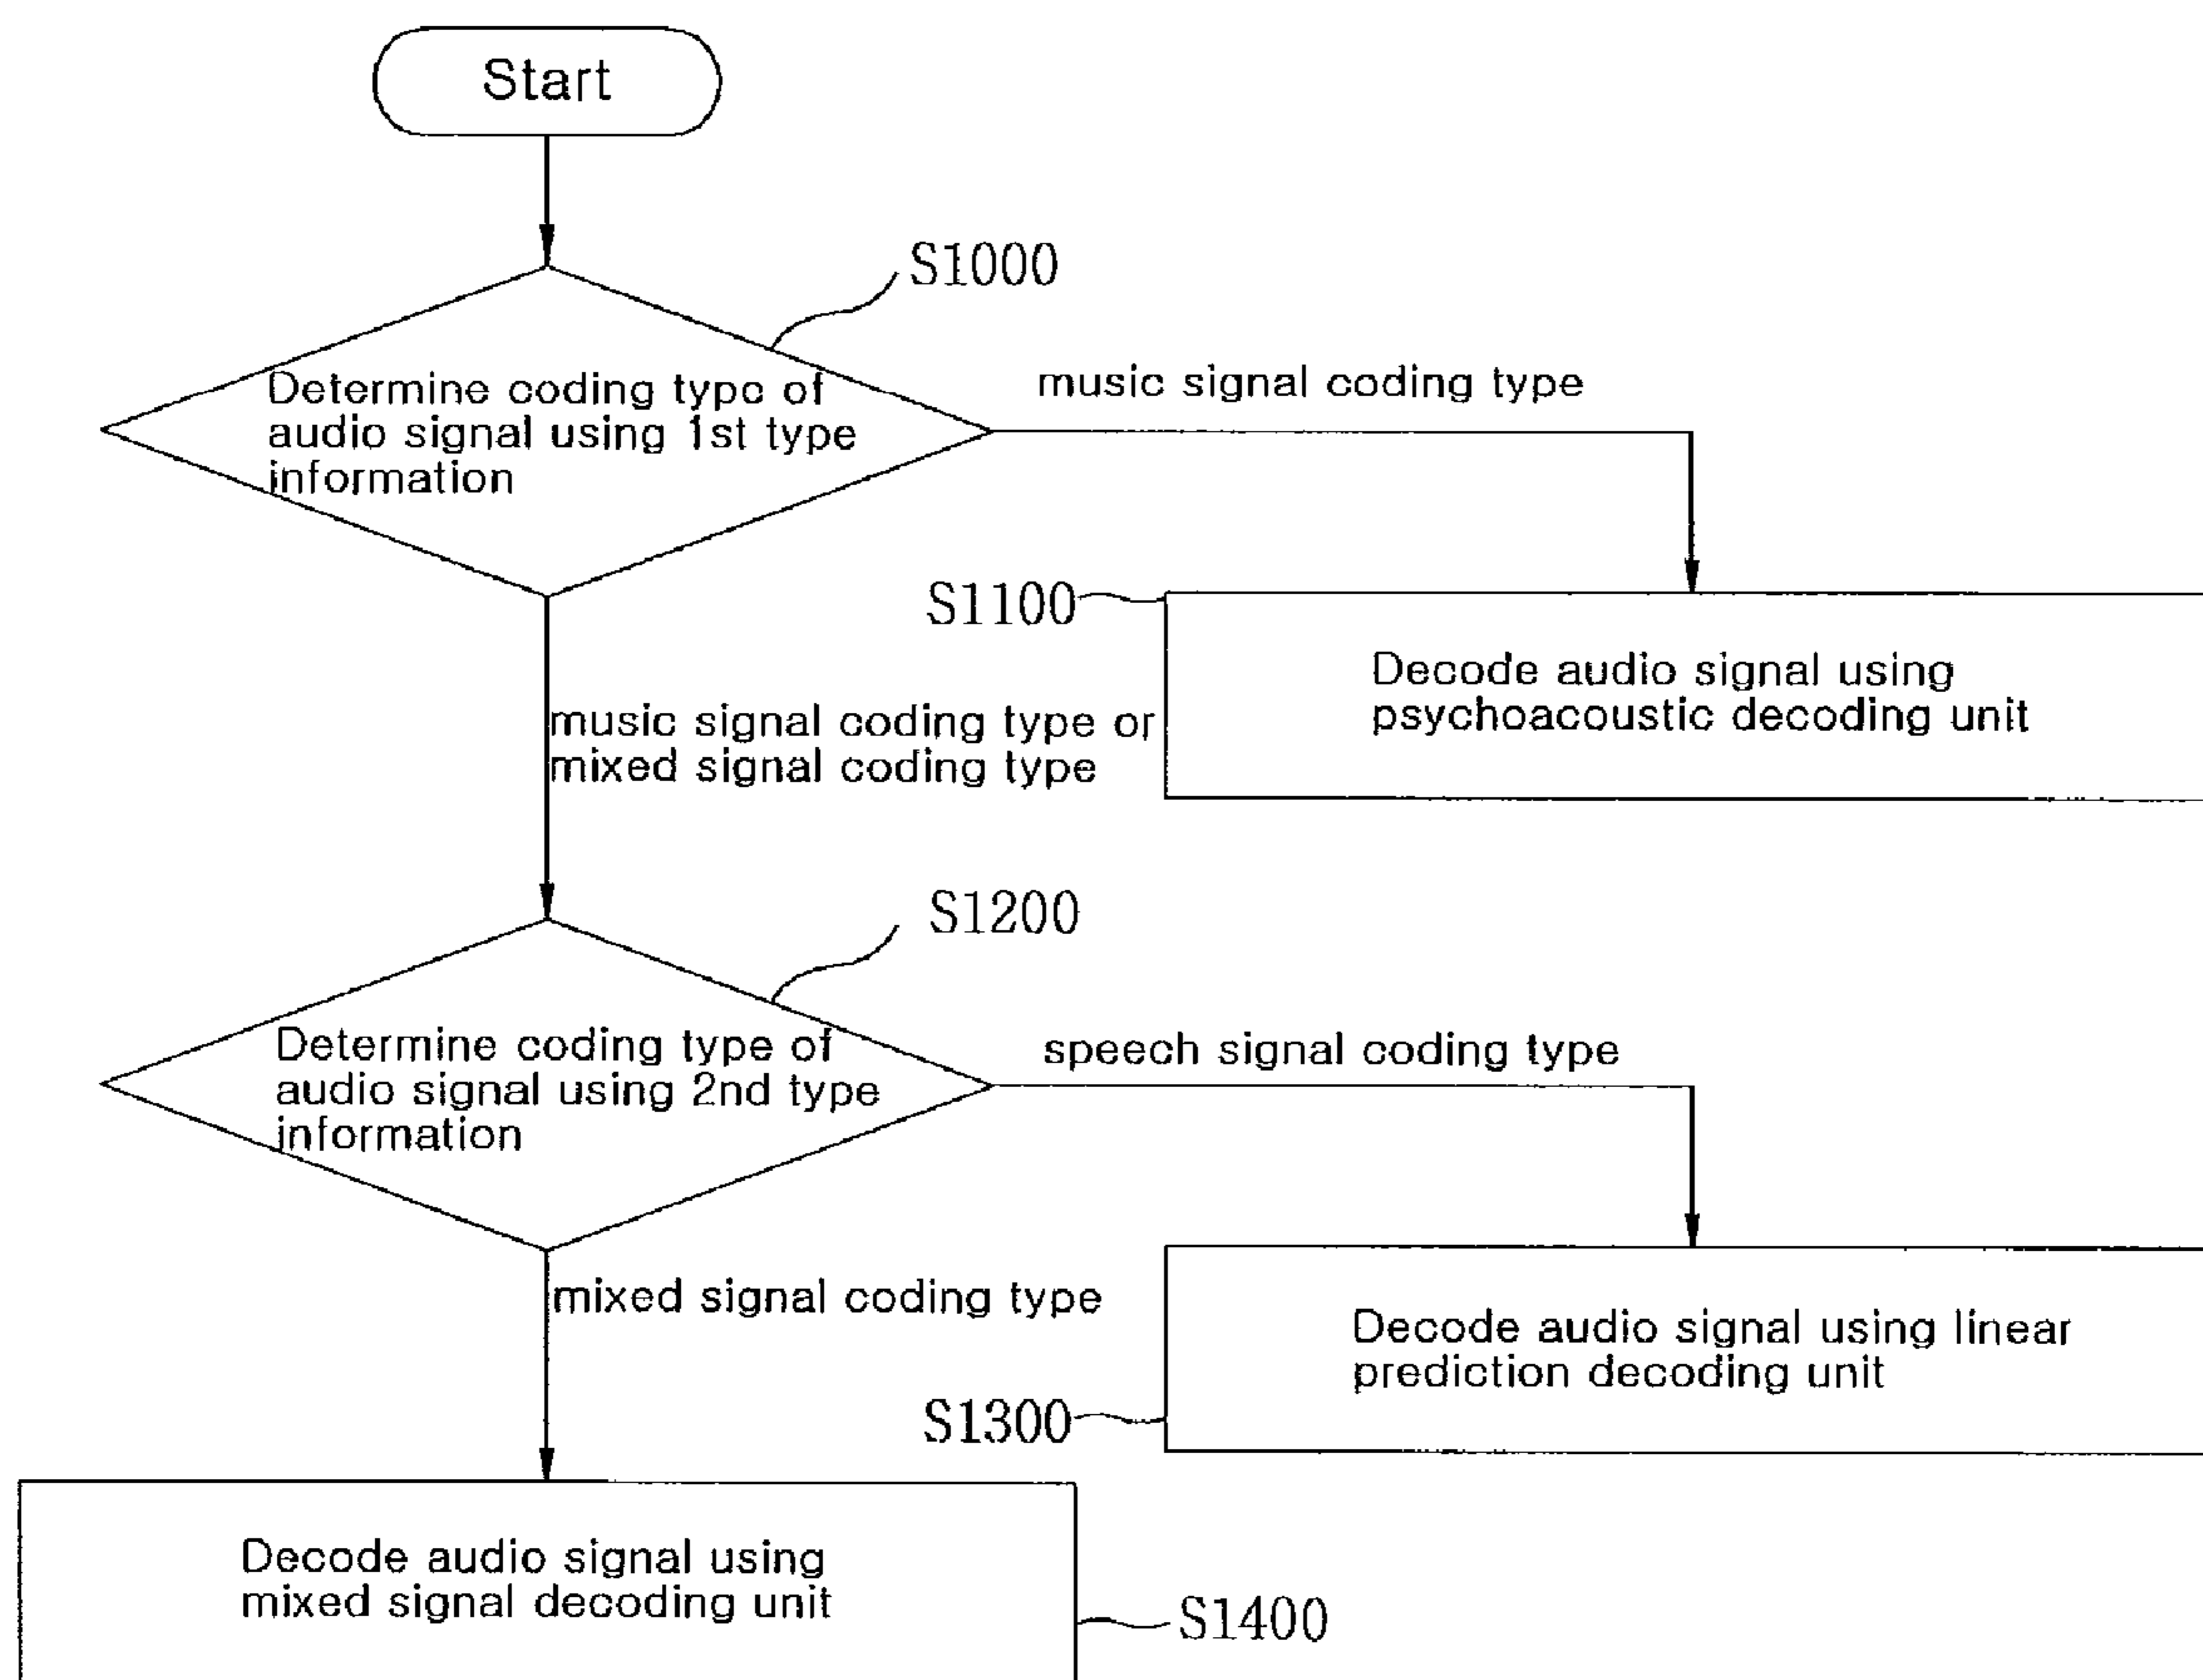 Start
S1000
Determine coding type of
audio signal using 1st type
information
music signal coding type
S1100
Decode audio signal using
psychoacoustic decoding unit
music signal coding type or
mixed signal coding type
S1200
Determine coding type of
audio signal using 2nd type
information
speech signal coding type
mixed signal coding type
Decode audio signal using linear
prediction decoding unit
S1300
Decode audio signal using
mixed signal decoding unit
S1400